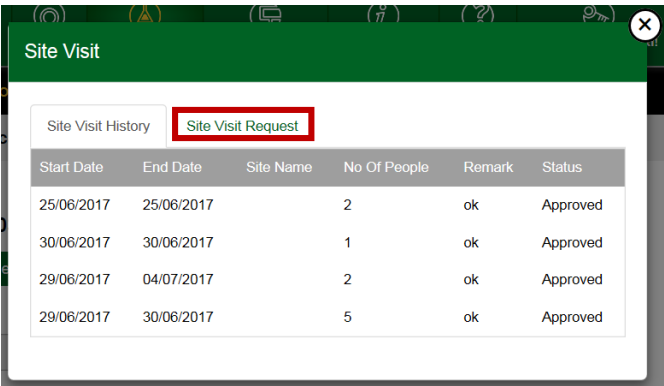 Site Visit
Site Visit History Site Visit Request
Start Date End Date Site Name No Of People Remark Status
25/06/2017 25/06/2017 2 ok Approved
30/06/2017 30/06/2017 1 ok Approved
29/06/2017 04/07/2017 2 ok Approved
29/06/2017 30/06/2017 5 ok Approved